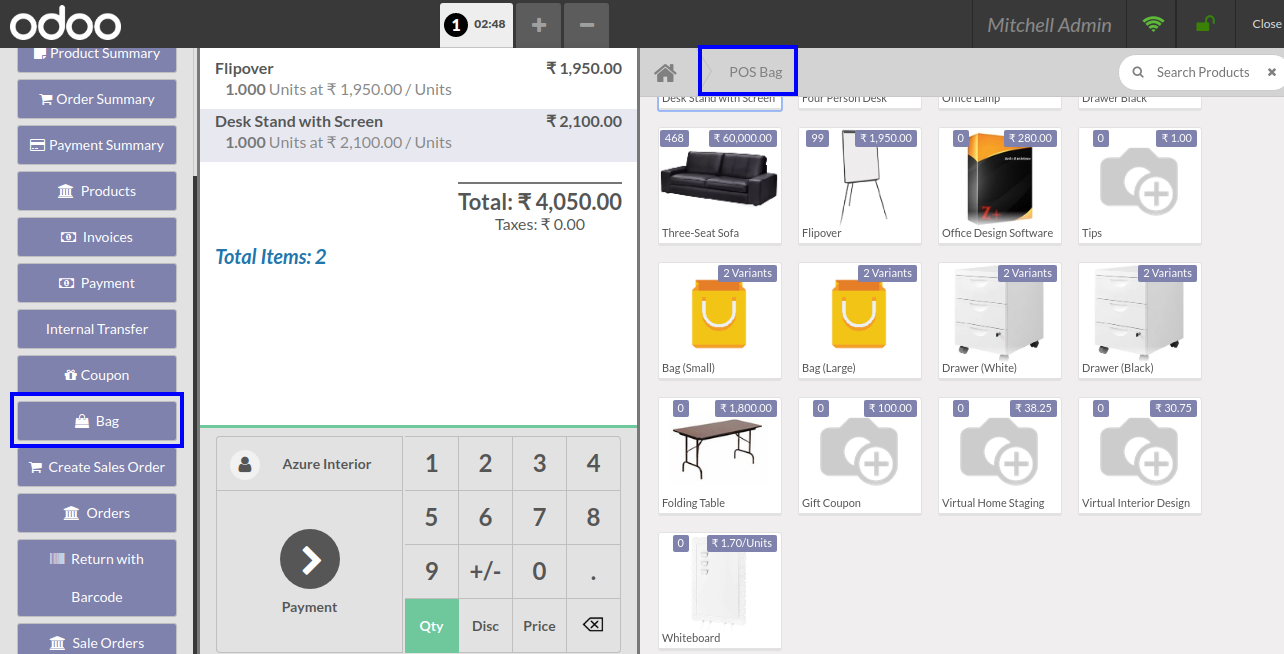 odoo
1 02:48
+
−
Mitchell Admin
Close
Product Summary
Order Summary
Payment Summary
Products
Invoices
Payment
Internal Transfer
Coupon
Bag
Create Sales Order
Orders
Return with
Barcode
Sale Orders
Flipover ₹ 1,950.00
1.000 Units at ₹ 1,950.00 / Units
Desk Stand with Screen ₹ 2,100.00
1.000 Units at ₹ 2,100.00 / Units
Total: ₹ 4,050.00
Taxes: ₹ 0.00
Total Items: 2
Azure Interior
Payment
1 2 3 4
5 6 7 8
9 +/- 0 .
Qty Disc Price
POS Bag
Search Products
Desk Stand with Screen Four Person Desk Office Lamp Drawer Black
468 ₹ 60,000.00 99 ₹ 1,950.00 0 ₹ 280.00 0 ₹ 1.00
Z+
Three-Seat Sofa Flipover Office Design Software Tips
2 Variants 2 Variants 2 Variants 2 Variants
Bag (Small) Bag (Large) Drawer (White) Drawer (Black)
0 ₹ 1,800.00 0 ₹ 100.00 0 ₹ 38.25 0 ₹ 30.75
Folding Table Gift Coupon Virtual Home Staging Virtual Interior Design
0 ₹ 1.70/Units
Whiteboard